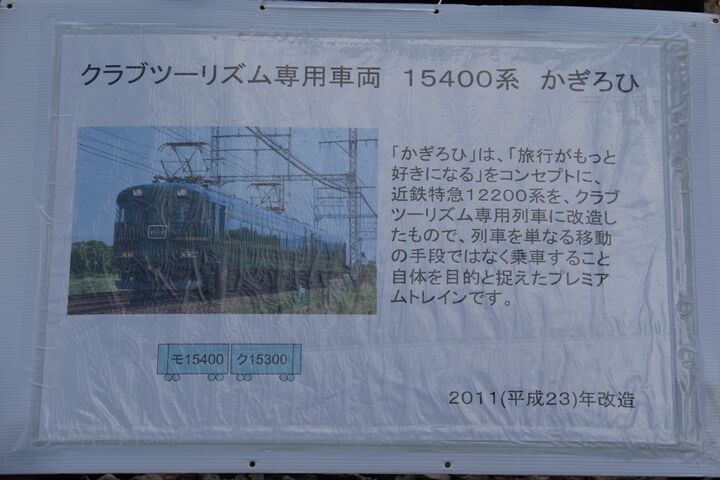 クラブツーリズム専用車両　15400系　かぎろひ
「かぎろひ」は、「旅行がもっと
好きになる」をコンセプトに、
近鉄特急12200系を、クラブ
ツーリズム専用列車に改造し
たもので、列車を単なる移動
の手段ではなく乗車すること
自体を目的と捉えたプレミア
ムトレインです。
モ15400 ク15300
2011(平成23)年改造